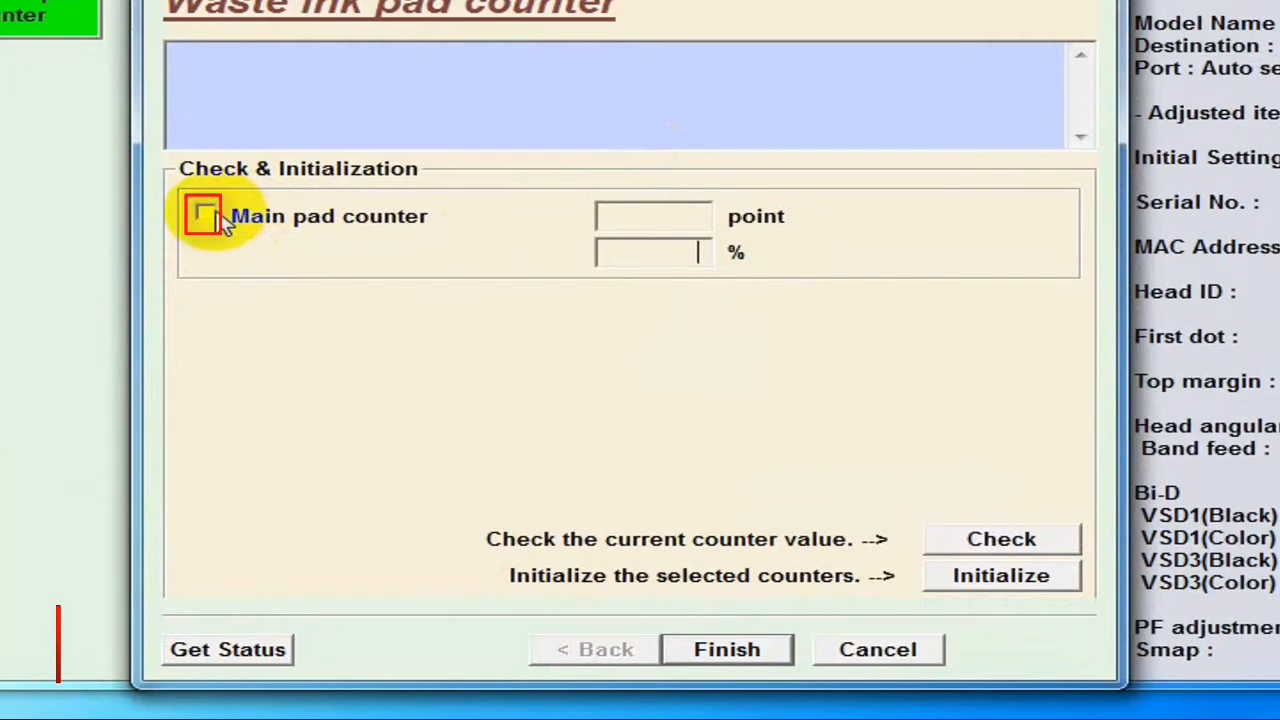 nter
Waste ink pad counter
Check & Initialization
Main pad counter
point
%
Check the current counter value. -->
Check
Initialize the selected counters. -->
Initialize
Get Status
< Back
Finish
Cancel
Model Name
Destination :
Port : Auto se
- Adjusted ite
Initial Setting
Serial No. :
MAC Address
Head ID :
First dot :
Top margin :
Head angular
Band feed :
Bi-D
VSD1(Black)
VSD1(Color)
VSD3(Black)
VSD3(Color)
PF adjustmen
Smap :